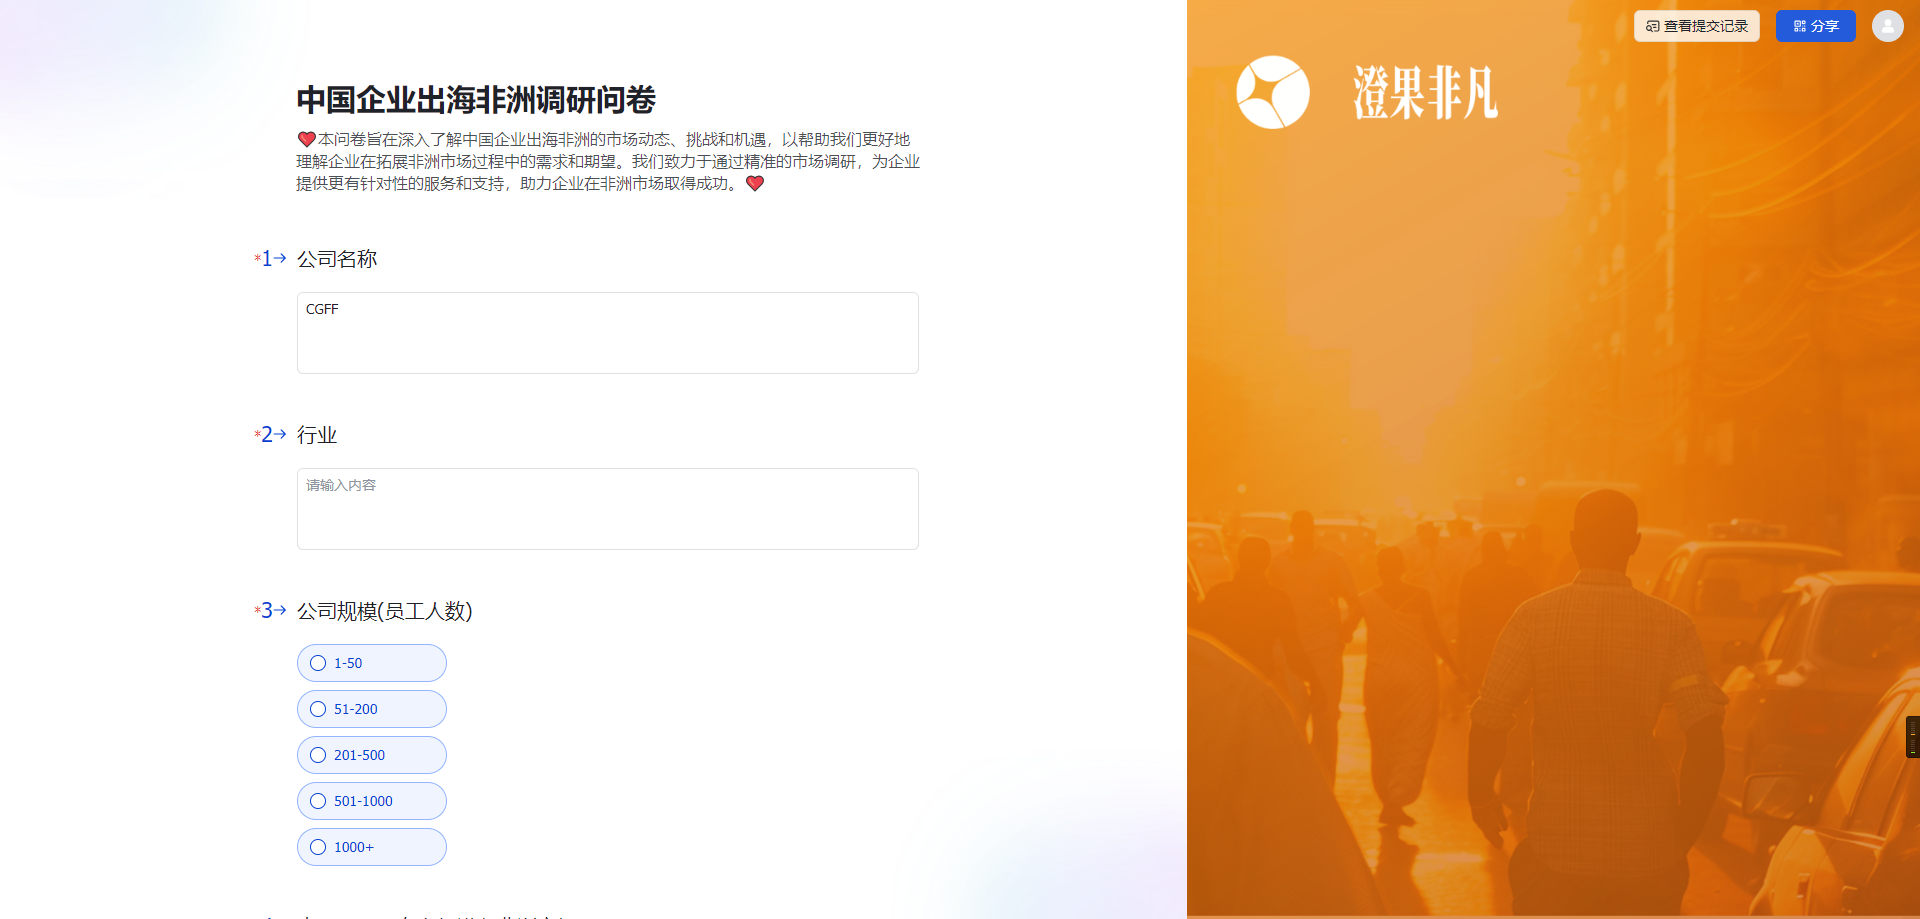 查看提交记录
分享
澄果非凡
中国企业出海非洲调研问卷
❤️本问卷旨在深入了解中国企业出海非洲的市场动态、挑战和机遇，以帮助我们更好地
理解企业在拓展非洲市场过程中的需求和期望。我们致力于通过精准的市场调研，为企业
提供更有针对性的服务和支持，助力企业在非洲市场取得成功。❤️
*1→ 公司名称
CGFF
*2→ 行业
请输入内容
*3→ 公司规模(员工人数)
1-50
51-200
201-500
501-1000
1000+